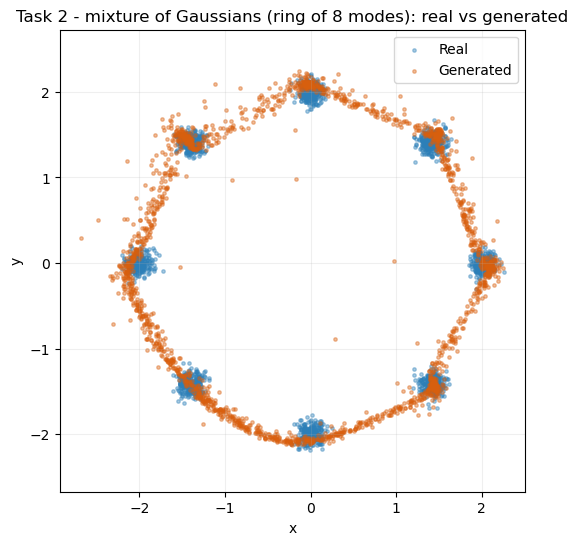 Task 2 - mixture of Gaussians (ring of 8 modes): real vs generated
Real
Generated
2
1
0
−1
−2
y
−2
−1
0
1
2
x